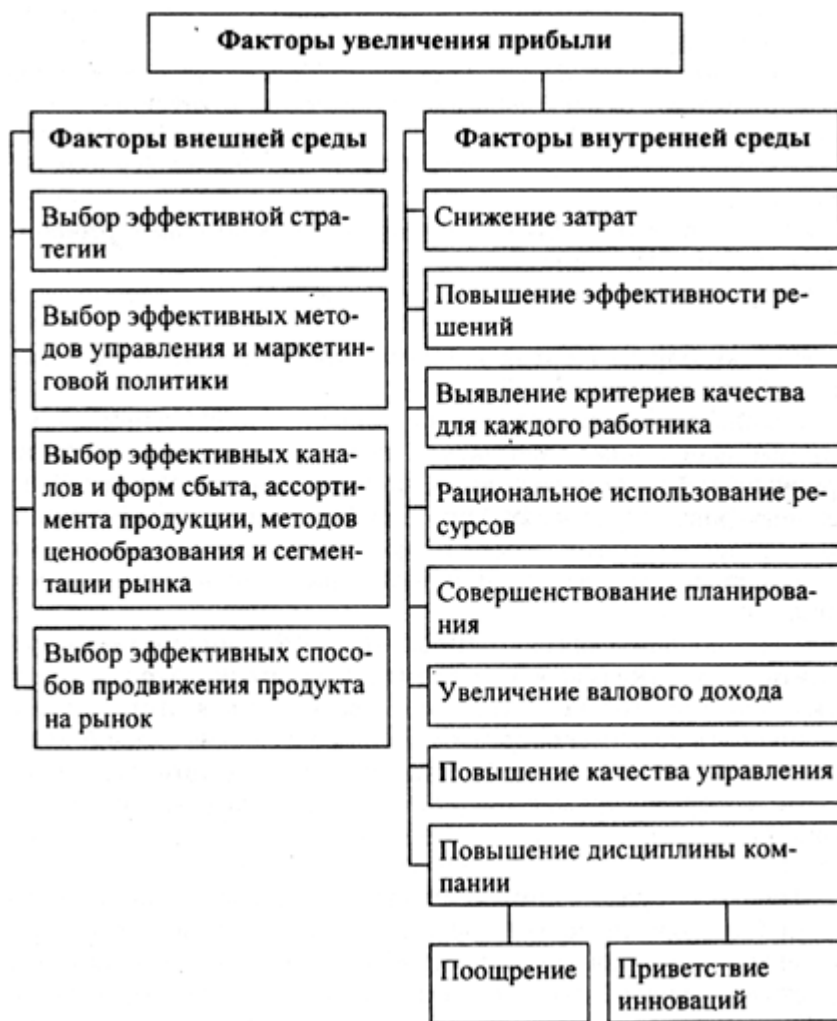 Факторы увеличения прибыли
Факторы внешней среды
Выбор эффективной стра-
тегии
Выбор эффективных мето-
дов управления и маркетин-
говой политики
Выбор эффективных кана-
лов и форм сбыта, ассорти-
мента продукции, методов
ценообразования и сегмен-
тации рынка
Выбор эффективных спосо-
бов продвижения продукта
на рынок
Факторы внутренней среды
Снижение затрат
Повышение эффективности ре-
шений
Выявление критериев качества
для каждого работника
Рациональное использование ре-
сурсов
Совершенствование планирова-
ния
Увеличение валового дохода
Повышение качества управления
Повышение дисциплины ком-
пании
Поощрение
Приветствие
инноваций